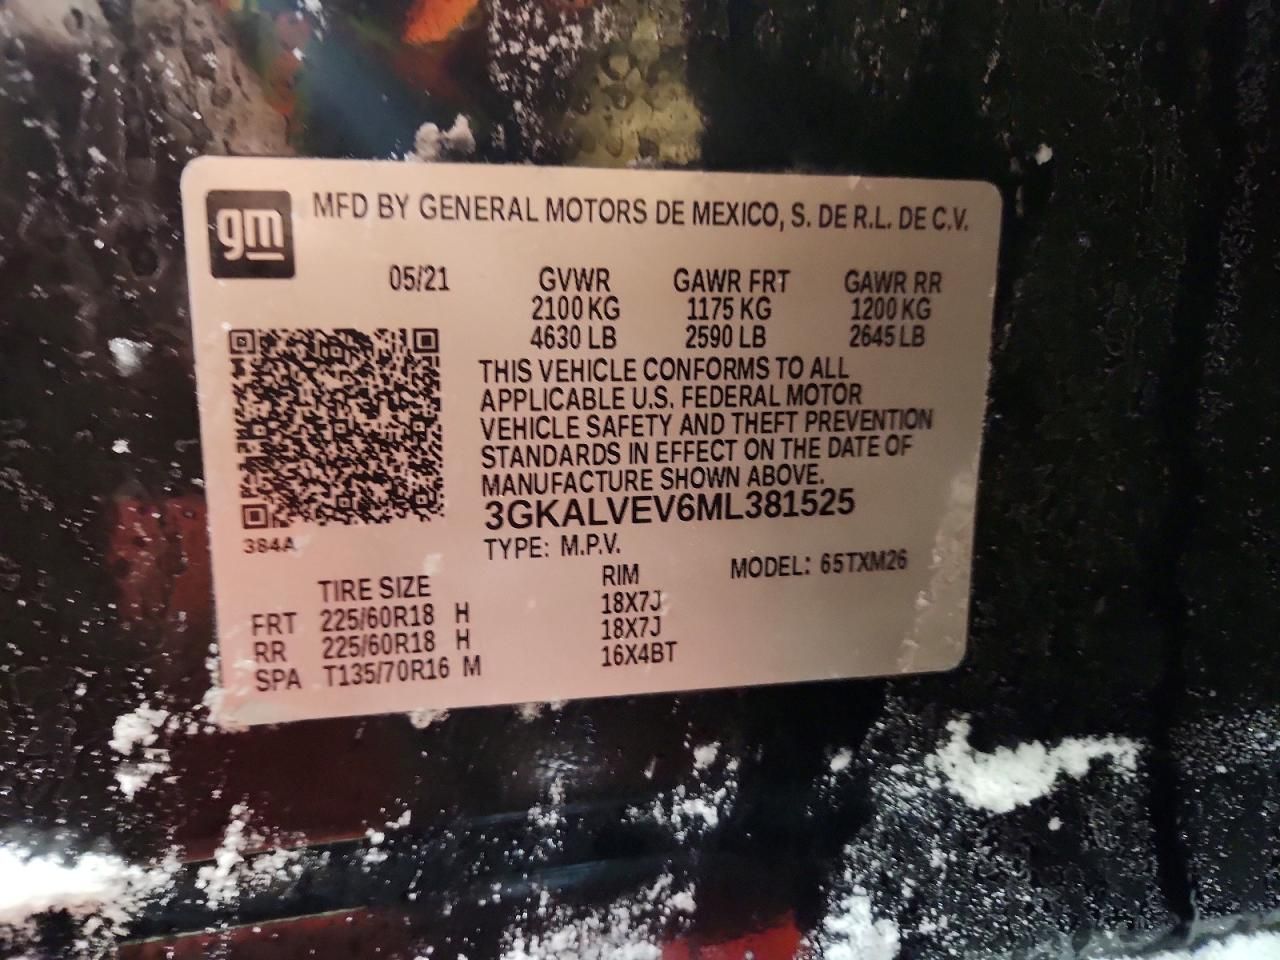 gm
MFD BY GENERAL MOTORS DE MEXICO, S. DE R.L. DE C.V.
05/21 GVWR GAWR FRT GAWR RR
2100 KG 1175 KG 1200 KG
4630 LB 2590 LB 2645 LB
THIS VEHICLE CONFORMS TO ALL
APPLICABLE U.S. FEDERAL MOTOR
VEHICLE SAFETY AND THEFT PREVENTION
STANDARDS IN EFFECT ON THE DATE OF
MANUFACTURE SHOWN ABOVE.
3GKALVEV6ML381525
384A
TYPE: M.P.V.
MODEL: 65TXM26
TIRE SIZE RIM
FRT 225/60R18 H 18X7J
RR 225/60R18 H 18X7J
SPA T135/70R16 M 16X4BT